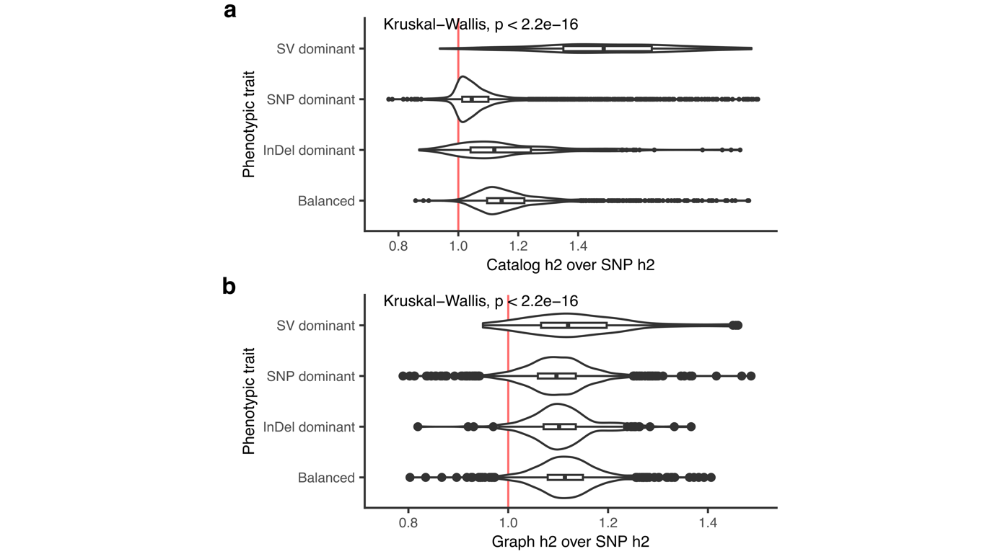 a
Kruskal−Wallis, p < 2.2e−16
SV dominant
SNP dominant
InDel dominant
Balanced
Phenotypic trait
0.8 1.0 1.2 1.4
Catalog h2 over SNP h2
b
Kruskal−Wallis, p < 2.2e−16
SV dominant
SNP dominant
InDel dominant
Balanced
Phenotypic trait
0.8 1.0 1.2 1.4
Graph h2 over SNP h2